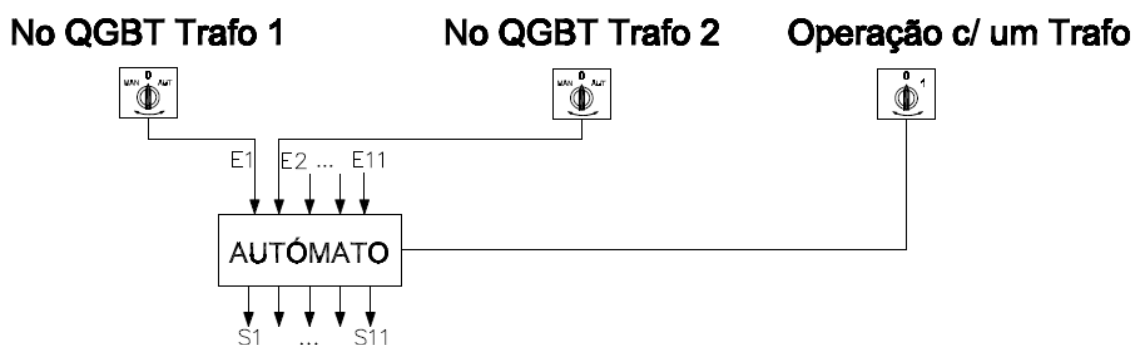 No QGBT Trafo 1
No QGBT Trafo 2
Operação c/ um Trafo
MAN 0 AUT
MAN 0 AUT
0 1
E1 E2 ... E11
AUTÓMATO
S1 ... S11